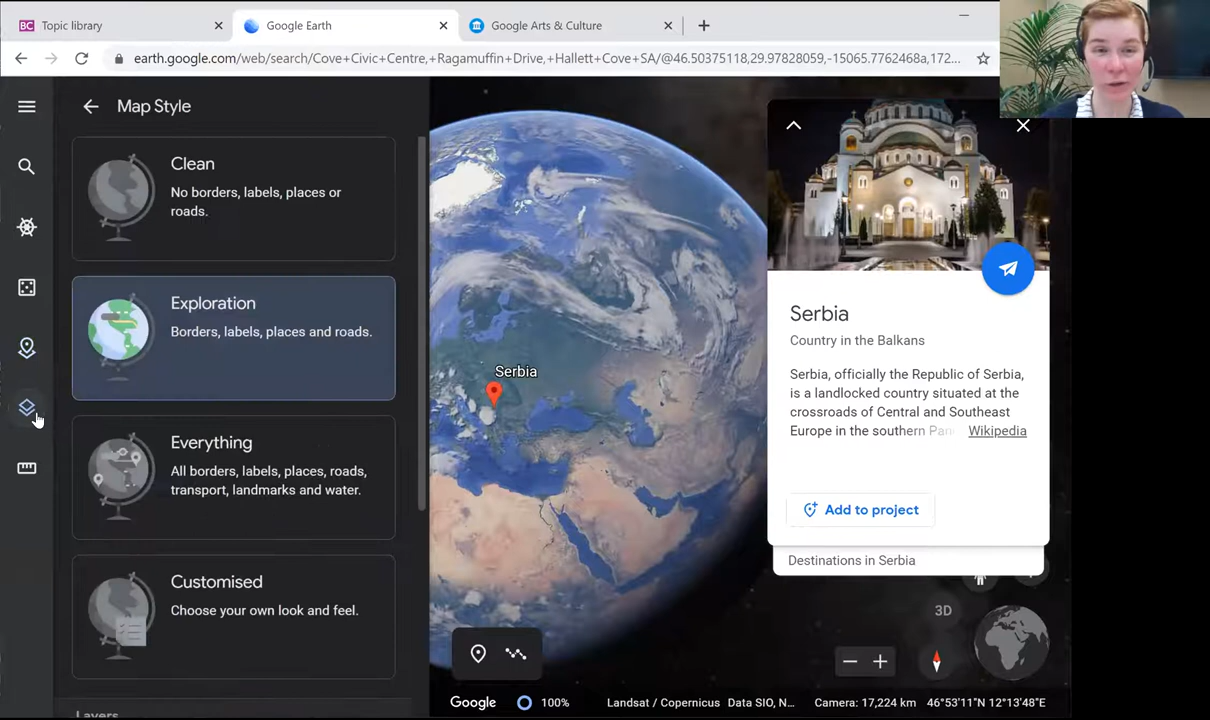 BC Topic library
Google Earth
Google Arts & Culture
earth.google.com/web/search/Cove+Civic+Centre,+Ragamuffin+Drive,+Hallett+Cove+SA/@46.50375118,29.97828059,-15065.7762468a,172...
Map Style
Clean
No borders, labels, places or
roads.
Exploration
Borders, labels, places and roads.
Everything
All borders, labels, places, roads,
transport, landmarks and water.
Customised
Choose your own look and feel.
Layers
Serbia
Serbia
Country in the Balkans
Serbia, officially the Republic of Serbia,
is a landlocked country situated at the
crossroads of Central and Southeast
Europe in the southern Pan Wikipedia
Add to project
Destinations in Serbia
3D
Google 100% Landsat / Copernicus Data SIO, N... Camera: 17,224 km 46°53'11"N 12°13'48"E